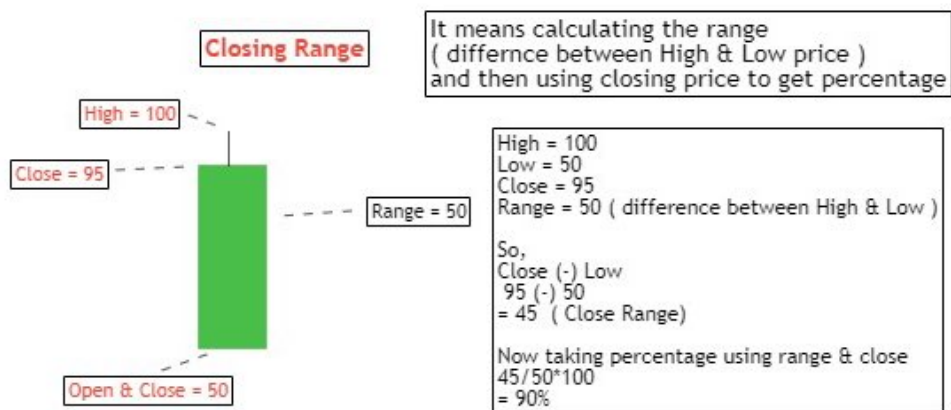 Closing Range
It means calculating the range
( differnce between High & Low price )
and then using closing price to get percentage
High = 100
Close = 95
Range = 50
Open & Close = 50
High = 100
Low = 50
Close = 95
Range = 50 ( difference between High & Low )
So,
Close (-) Low
95 (-) 50
= 45 ( Close Range)
Now taking percentage using range & close
45/50*100
= 90%